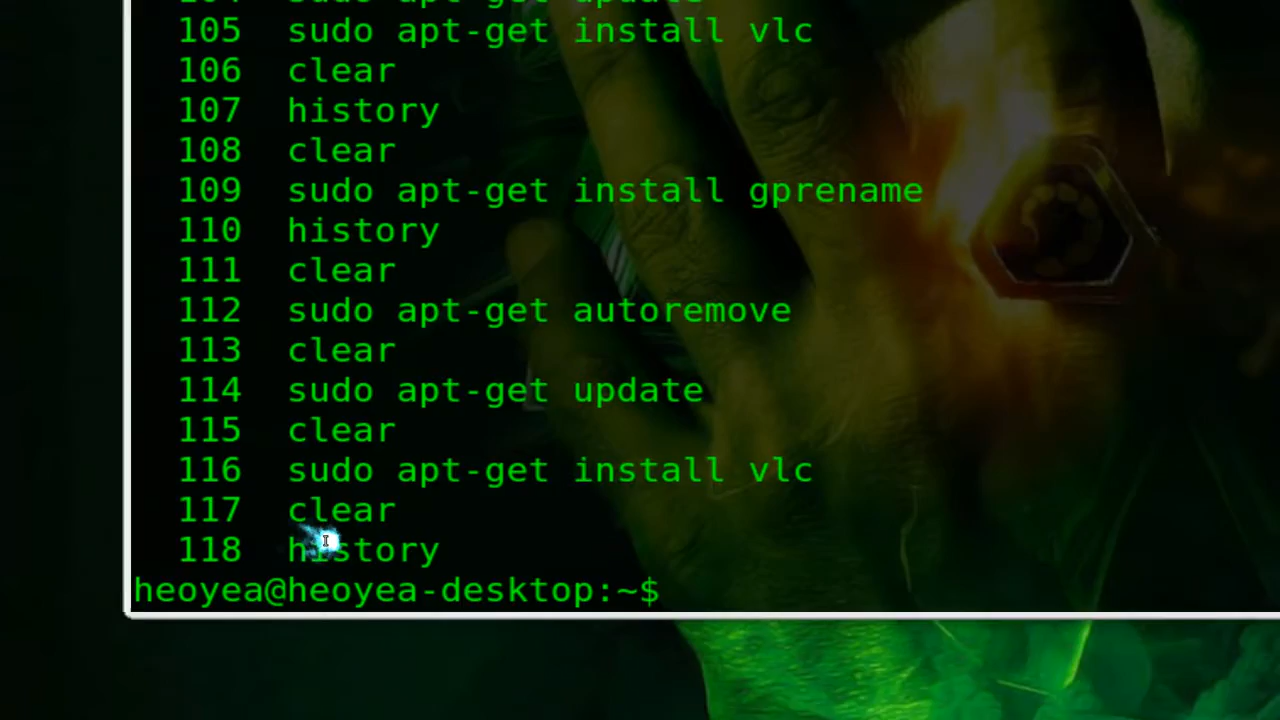 105 sudo apt-get install vlc
106 clear
107 history
108 clear
109 sudo apt-get install gprename
110 history
111 clear
112 sudo apt-get autoremove
113 clear
114 sudo apt-get update
115 clear
116 sudo apt-get install vlc
117 clear
118 history
heoyea@heoyea-desktop:~$